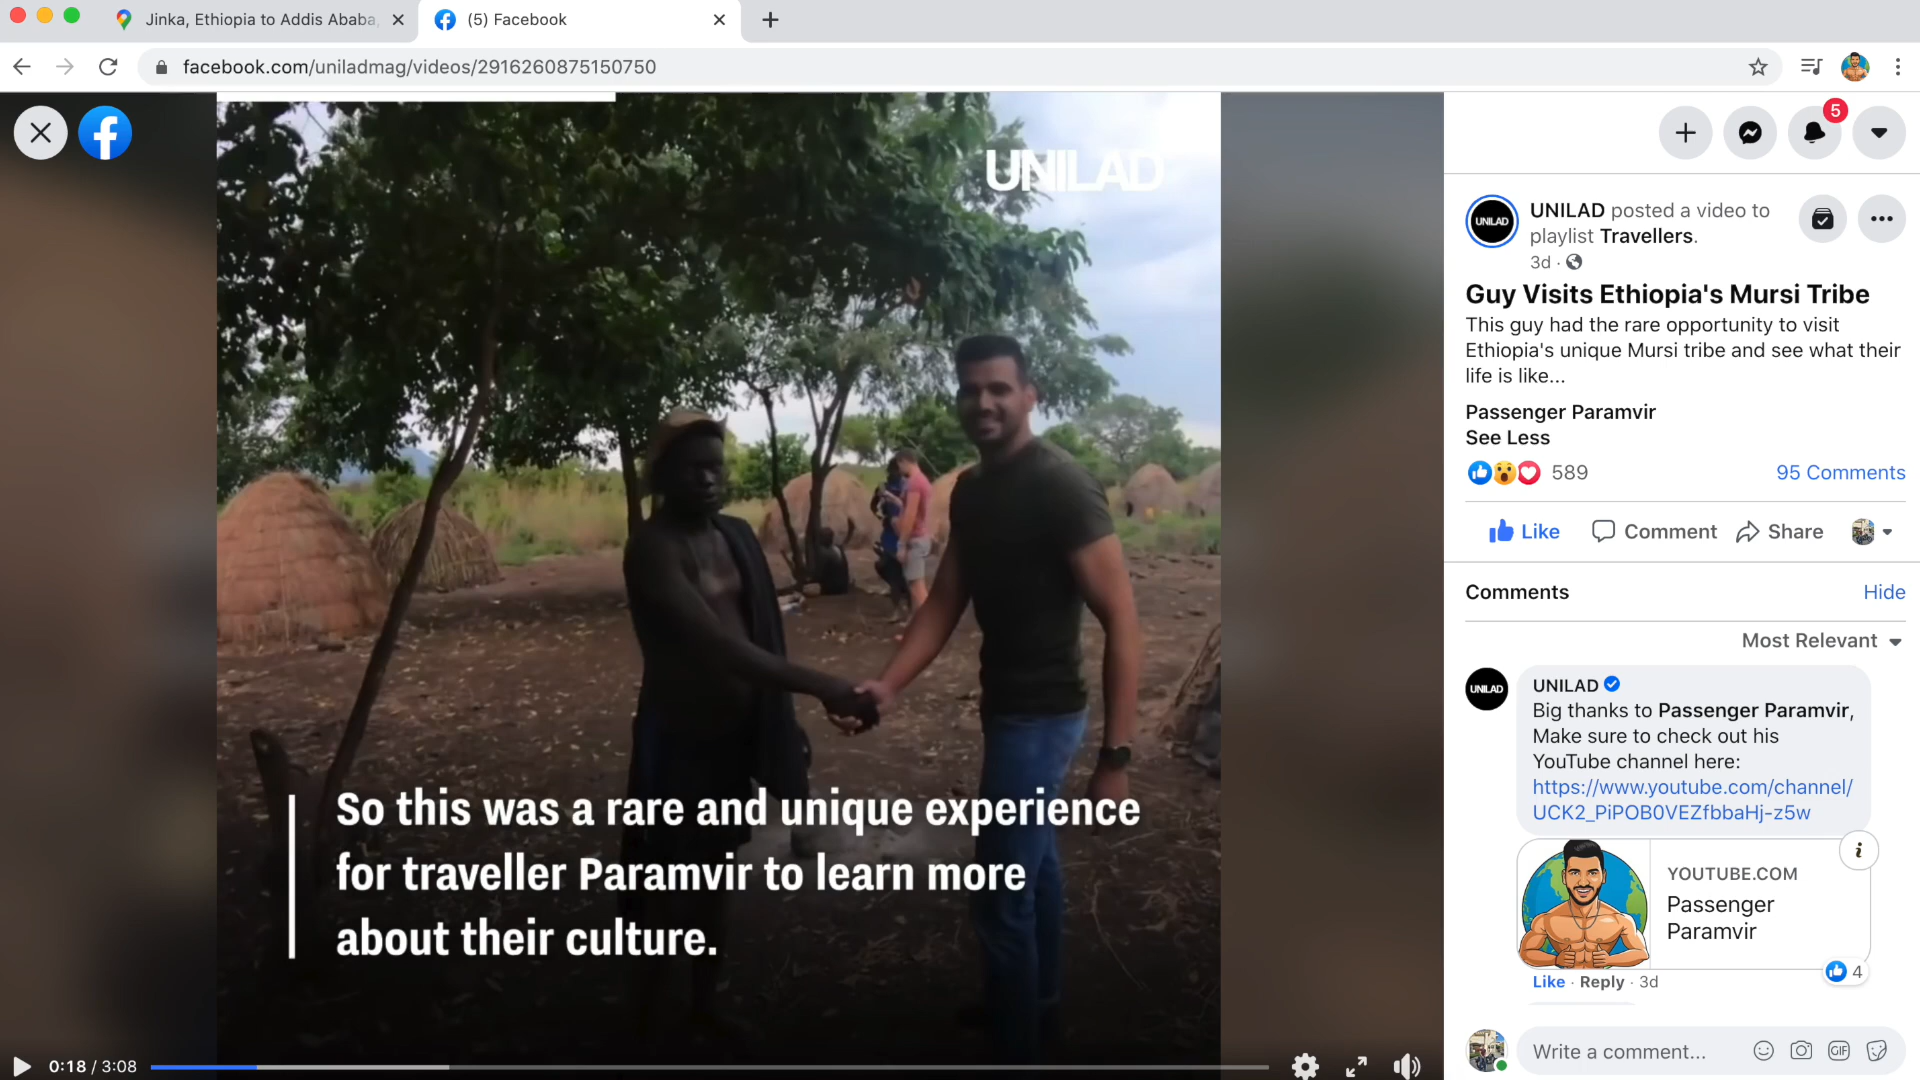 Jinka, Ethiopia to Addis Ababa,
(5) Facebook
facebook.com/uniladmag/videos/2916260875150750
UNILAD
5
UNILAD
UNILAD posted a video to
playlist Travellers.
3d ·
Guy Visits Ethiopia's Mursi Tribe
This guy had the rare opportunity to visit
Ethiopia's unique Mursi tribe and see what their
life is like...
Passenger Paramvir
See Less
589
95 Comments
Like
Comment
Share
Comments
Hide
Most Relevant
UNILAD
UNILAD
Big thanks to Passenger Paramvir,
Make sure to check out his
YouTube channel here:
https://www.youtube.com/channel/
UCK2_PiPOB0VEZfbbaHj-z5w
i
YOUTUBE.COM
Passenger
Paramvir
4
Like · Reply · 3d
Write a comment...
GIF
So this was a rare and unique experience
for traveller Paramvir to learn more
about their culture.
0:18 / 3:08